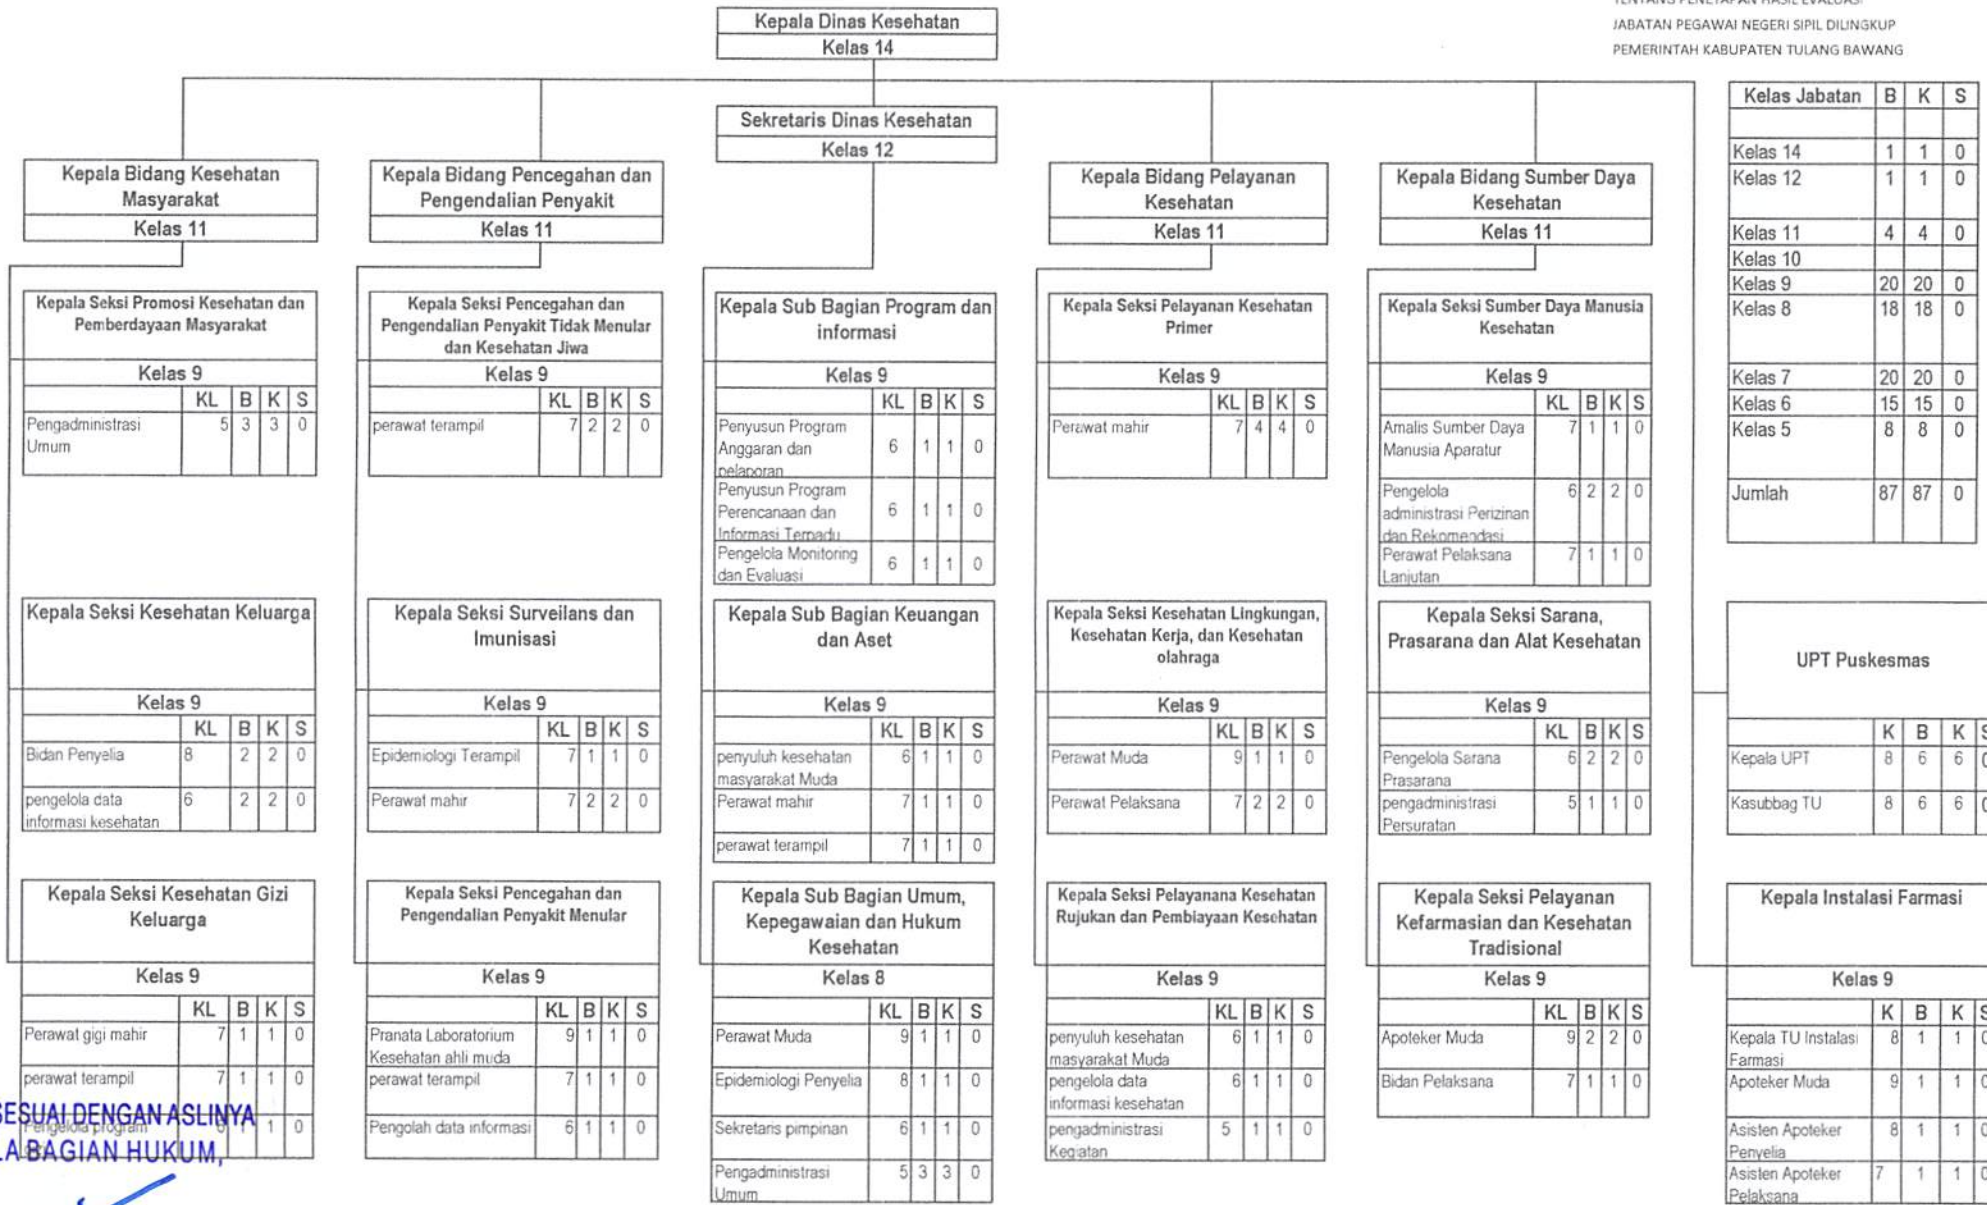 TENTANG PENETAPAN HASIL EVALUASI
JABATAN PEGAWAI NEGERI SIPIL DILINGKUP
PEMERINTAH KABUPATEN TULANG BAWANG
Kepala Dinas Kesehatan
Kelas 14
Sekretaris Dinas Kesehatan
Kelas 12
Kepala Bidang Kesehatan
Masyarakat
Kelas 11
Kepala Seksi Promosi Kesehatan dan
Pemberdayaan Masyarakat
Kelas 9
KL B K S
Pengadministrasi 5 3 3 0
Umum
Kepala Seksi Kesehatan Keluarga
Kelas 9
KL B K S
Bidan Penyelia 8 2 2 0
pengelola data 6 2 2 0
informasi kesehatan
Kepala Seksi Kesehatan Gizi
Keluarga
Kelas 9
KL B K S
Perawat gigi mahir 7 1 1 0
perawat terampil 7 1 1 0
Pengelola program 1 1 0
SESUAI DENGAN ASLINYA
LA BAGIAN HUKUM,
Kepala Bidang Pencegahan dan
Pengendalian Penyakit
Kelas 11
Kepala Seksi Pencegahan dan
Pengendalian Penyakit Tidak Menular
dan Kesehatan Jiwa
Kelas 9
KL B K S
perawat terampil 7 2 2 0
Kepala Seksi Surveilans dan
Imunisasi
Kelas 9
KL B K S
Epidemiologi Terampil 7 1 1 0
Perawat mahir 7 2 2 0
Kepala Seksi Pencegahan dan
Pengendalian Penyakit Menular
Kelas 9
KL B K S
Pranata Laboratorium 9 1 1 0
Kesehatan ahli muda
perawat terampil 7 1 1 0
Pengolah data informasi 6 1 1 0
Kepala Sub Bagian Program dan
informasi
Kelas 9
KL B K S
Penyusun Program
Anggaran dan 6 1 1 0
pelaporan
Penyusun Program
Perencanaan dan 6 1 1 0
Informasi Terpadu
Pengelola Monitoring 6 1 1 0
dan Evaluasi
Kepala Sub Bagian Keuangan
dan Aset
Kelas 9
KL B K S
penyuluh kesehatan 6 1 1 0
masyarakat Muda
Perawat mahir 7 1 1 0
perawat terampil 7 1 1 0
Kepala Sub Bagian Umum,
Kepegawaian dan Hukum
Kesehatan
Kelas 8
KL B K S
Perawat Muda 9 1 1 0
Epidemiologi Penyelia 8 1 1 0
Sekretaris pimpinan 6 1 1 0
Pengadministrasi 5 3 3 0
Umum
Kepala Bidang Pelayanan
Kesehatan
Kelas 11
Kepala Seksi Pelayanan Kesehatan
Primer
Kelas 9
KL B K S
Perawat mahir 7 4 4 0
Kepala Seksi Kesehatan Lingkungan,
Kesehatan Kerja, dan Kesehatan
olahraga
Kelas 9
KL B K S
Perawat Muda 9 1 1 0
Perawat Pelaksana 7 2 2 0
Kepala Seksi Pelayanana Kesehatan
Rujukan dan Pembiayaan Kesehatan
Kelas 9
KL B K S
penyuluh kesehatan 6 1 1 0
masyarakat Muda
pengelola data 6 1 1 0
informasi kesehatan
pengadministrasi 5 1 1 0
Kegiatan
Kepala Bidang Sumber Daya
Kesehatan
Kelas 11
Kepala Seksi Sumber Daya Manusia
Kesehatan
Kelas 9
KL B K S
Amalis Sumber Daya 7 1 1 0
Manusia Aparatur
Pengelola 6 2 2 0
administrasi Perizinan
dan Rekomendasi
Perawat Pelaksana 7 1 1 0
Lanjutan
Kepala Seksi Sarana,
Prasarana dan Alat Kesehatan
Kelas 9
KL B K S
Pengelola Sarana 6 2 2 0
Prasarana
pengadministrasi 5 1 1 0
Persuratan
Kepala Seksi Pelayanan
Kefarmasian dan Kesehatan
Tradisional
Kelas 9
KL B K S
Apoteker Muda 9 2 2 0
Bidan Pelaksana 7 1 1 0
Kelas Jabatan B K S
Kelas 14 1 1 0
Kelas 12 1 1 0
Kelas 11 4 4 0
Kelas 10
Kelas 9 20 20 0
Kelas 8 18 18 0
Kelas 7 20 20 0
Kelas 6 15 15 0
Kelas 5 8 8 0
Jumlah 87 87 0
UPT Puskesmas
K B K S
Kepala UPT 8 6 6 0
Kasubbag TU 8 6 6 0
Kepala Instalasi Farmasi
Kelas 9
K B K S
Kepala TU Instalasi 8 1 1 0
Farmasi
Apoteker Muda 9 1 1 0
Asisten Apoteker 8 1 1 0
Penyelia
Asisten Apoteker 7 1 1 0
Pelaksana